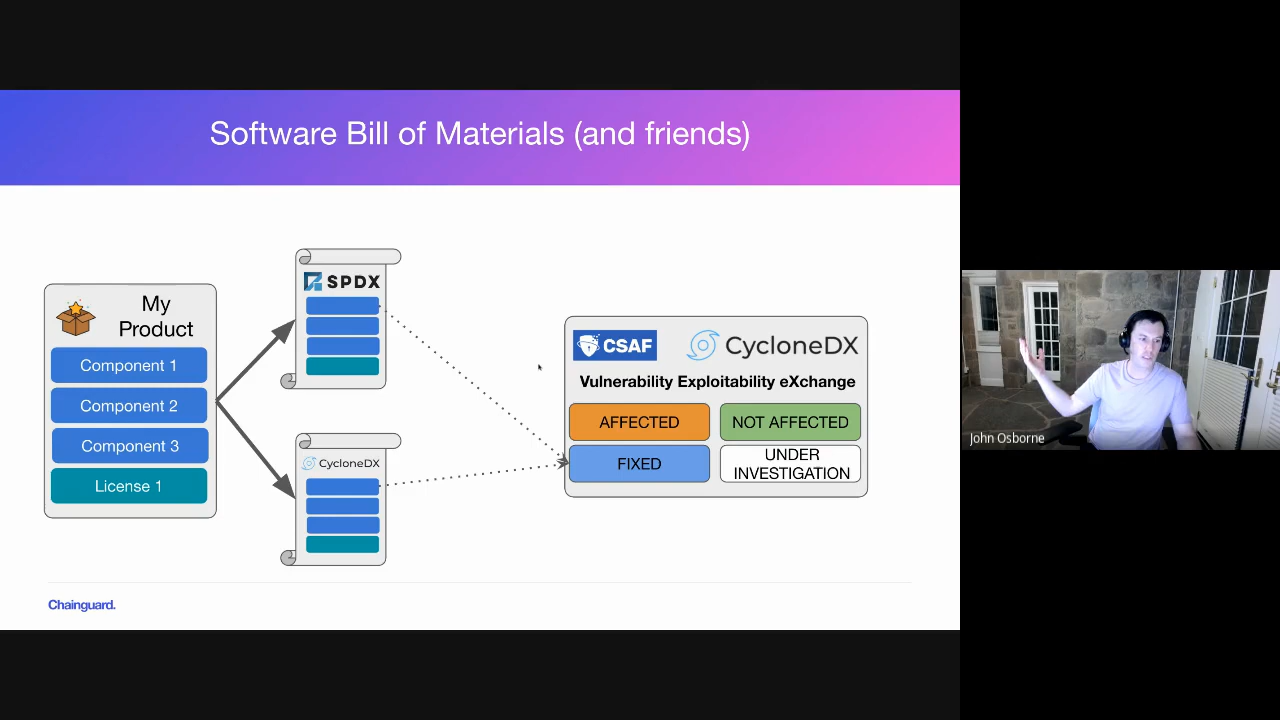 Software Bill of Materials (and friends)
My
Product
Component 1
Component 2
Component 3
License 1
SPDX
CycloneDX
CSAF
CycloneDX
Vulnerability Exploitability eXchange
AFFECTED
NOT AFFECTED
FIXED
UNDER
INVESTIGATION
John Osborne
Chainguard.